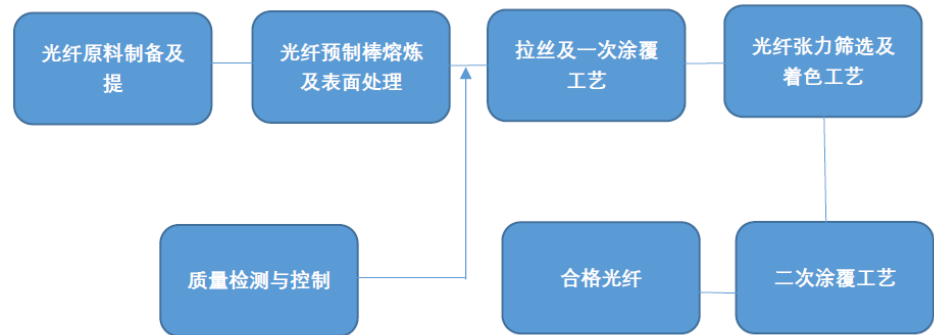 光纤原料制备及
提
光纤预制棒熔炼
及表面处理
拉丝及一次涂覆
工艺
光纤张力筛选及
着色工艺
质量检测与控制
合格光纤
二次涂覆工艺